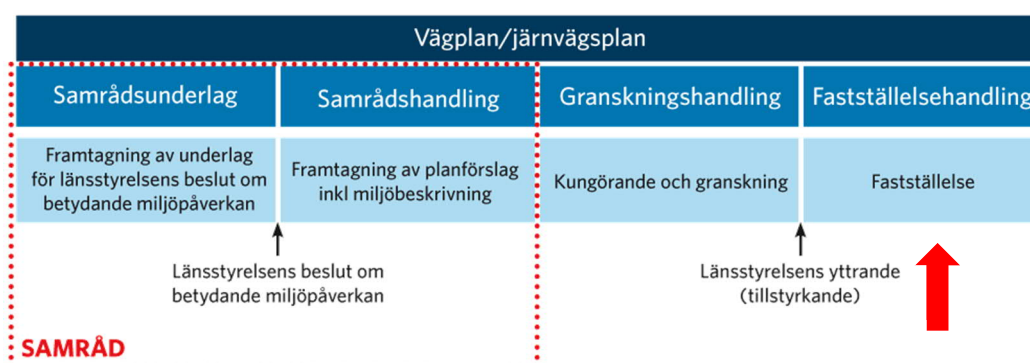 Vägplan/järnvägsplan
Samrådsunderlag
Samrådshandling
Granskningshandling
Fastställelsehandling
Framtagning av underlag
för länsstyrelsens beslut om
betydande miljöpåverkan
Framtagning av planförslag
inkl miljöbeskrivning
Kungörande och granskning
Fastställelse
Länsstyrelsens beslut om
betydande miljöpåverkan
Länsstyrelsens yttrande
(tillstyrkande)
SAMRÅD